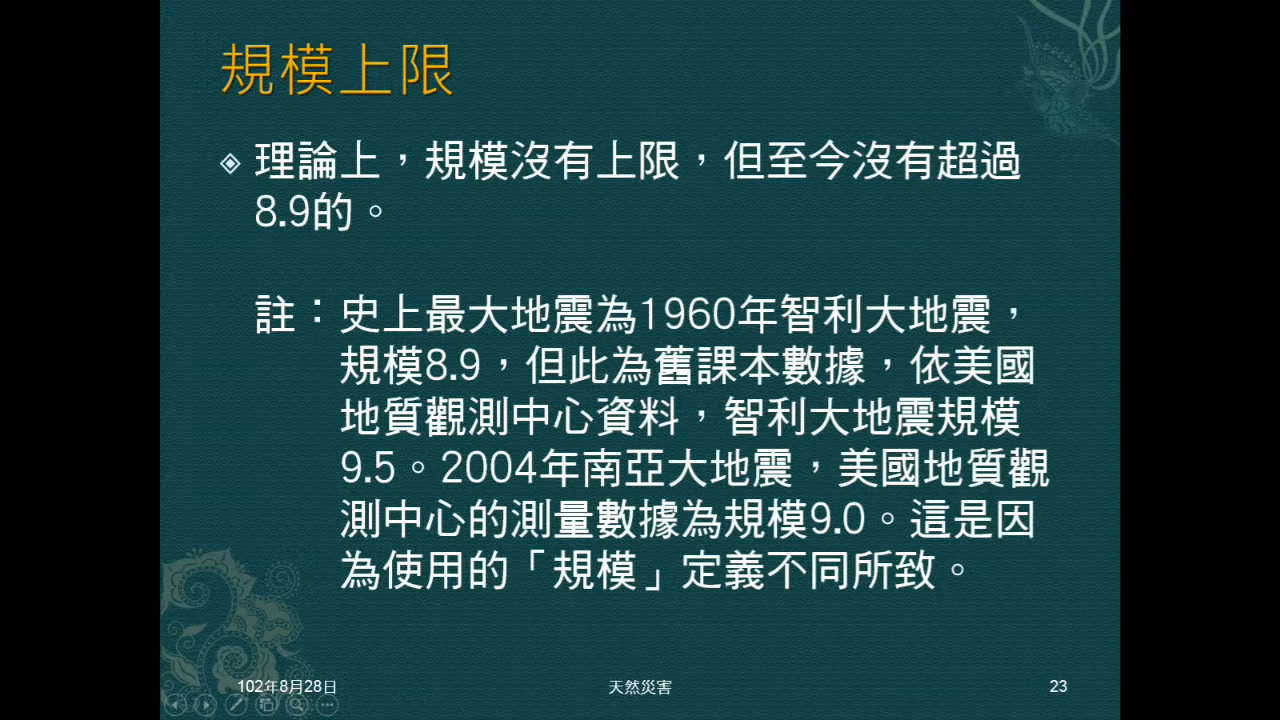 規模上限
理論上，規模沒有上限，但至今沒有超過
8.9的。
註：史上最大地震為1960年智利大地震，
規模8.9，但此為舊課本數據，依美國
地質觀測中心資料，智利大地震規模
9.5。2004年南亞大地震，美國地質觀
測中心的測量數據為規模9.0。這是因
為使用的「規模」定義不同所致。
102年8月28日
天然災害
23